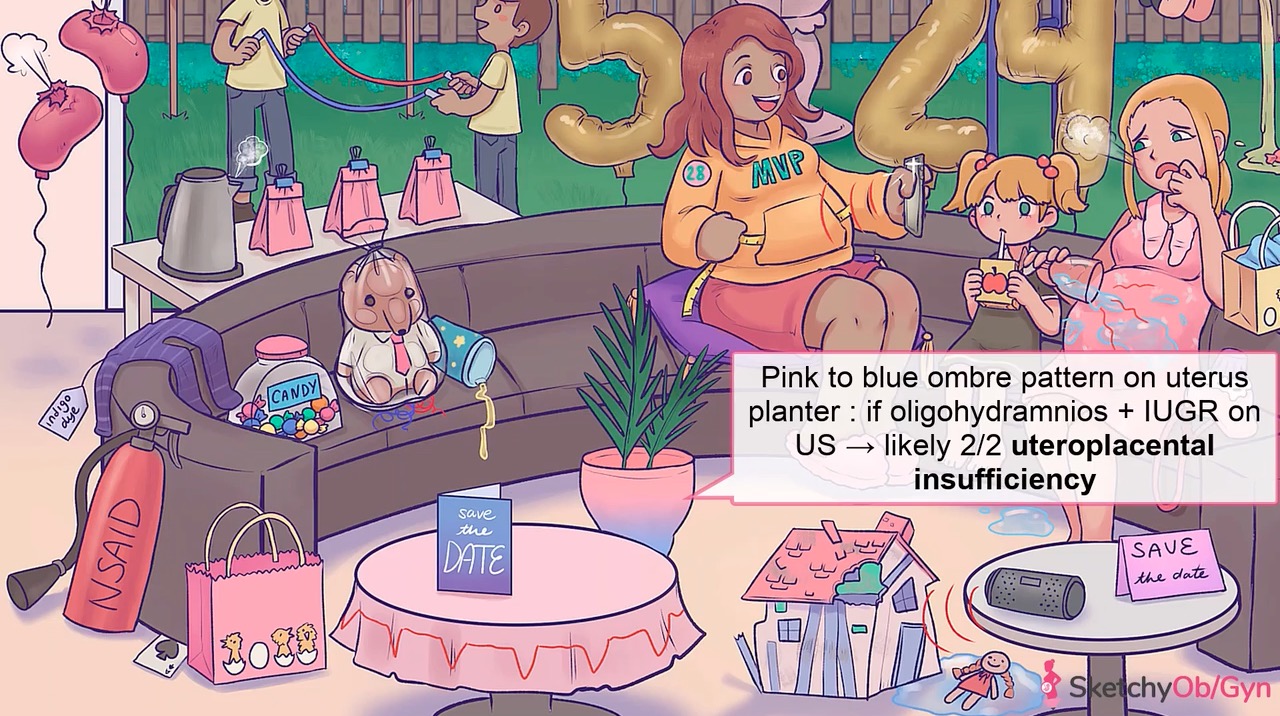 5 24
28
MVP
CANDY
indigo
dye
NSAID
save
the
DATE
Pink to blue ombre pattern on uterus
planter : if oligohydramnios + IUGR on
US → likely 2/2 uteroplacental
insufficiency
SAVE
the date
SketchyOb/Gyn